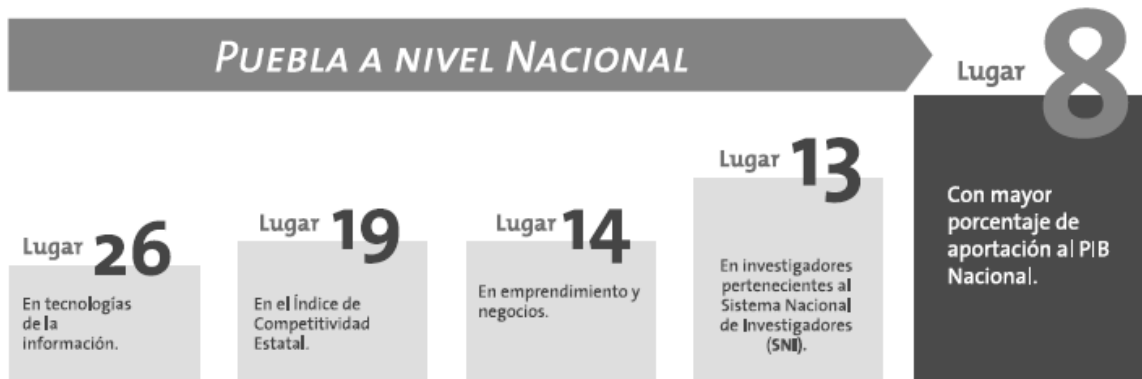 PUEBLA A NIVEL NACIONAL
Lugar 8
Con mayor
porcentaje de
aportación al PIB
Nacional.
Lugar 13
En investigadores
pertenecientes al
Sistema Nacional
de Investigadores
(SNI).
Lugar 14
En emprendimiento y
negocios.
Lugar 19
En el Índice de
Competitividad
Estatal.
Lugar 26
En tecnologías
de la
información.